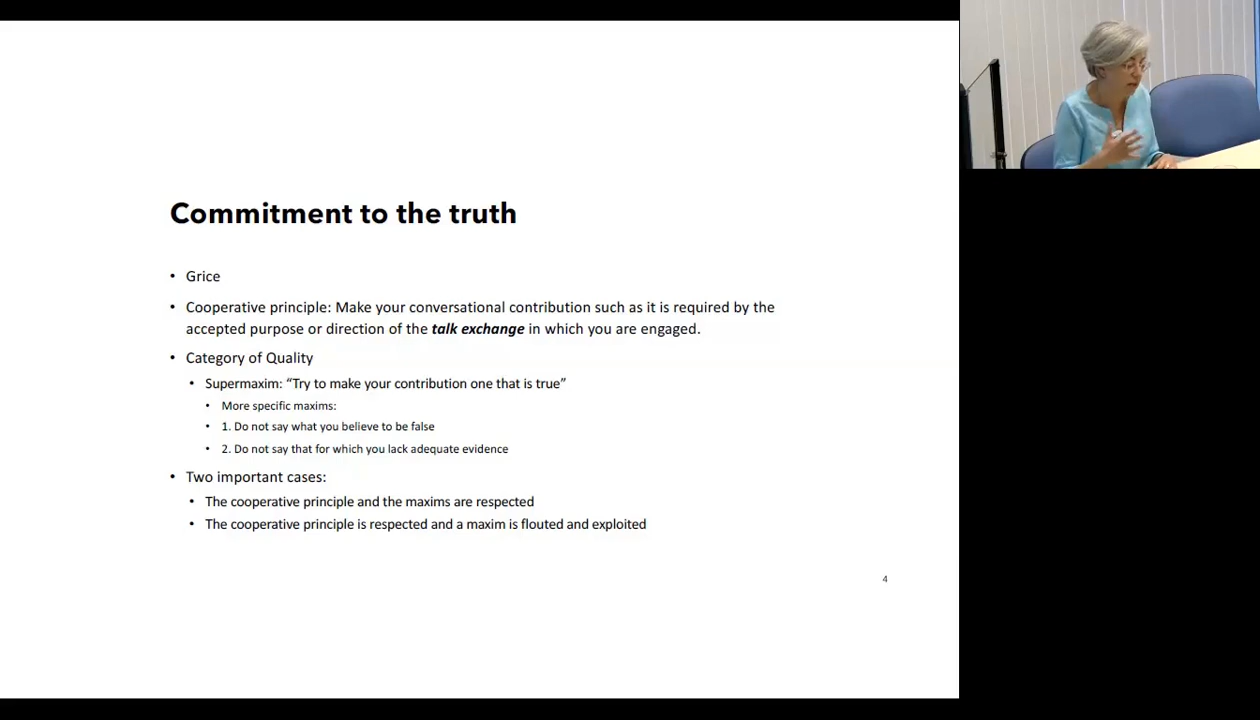 Commitment to the truth
• Grice
• Cooperative principle: Make your conversational contribution such as it is required by the
accepted purpose or direction of the talk exchange in which you are engaged.
• Category of Quality
• Supermaxim: “Try to make your contribution one that is true”
• More specific maxims:
• 1. Do not say what you believe to be false
• 2. Do not say that for which you lack adequate evidence
• Two important cases:
• The cooperative principle and the maxims are respected
• The cooperative principle is respected and a maxim is flouted and exploited
4